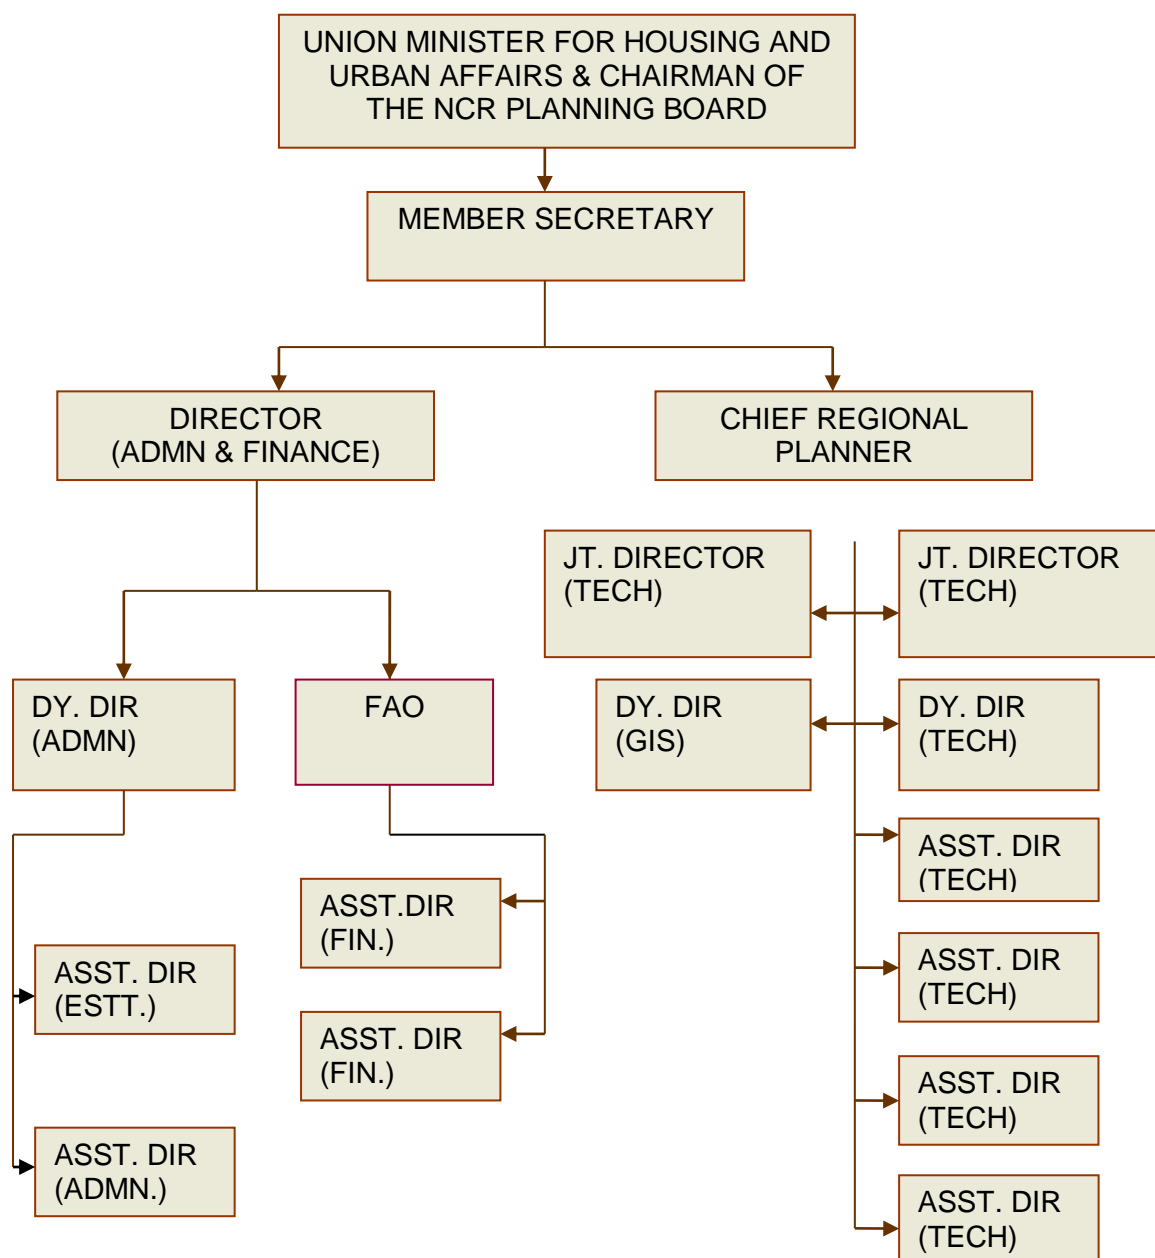 UNION MINISTER FOR HOUSING AND
URBAN AFFAIRS & CHAIRMAN OF
THE NCR PLANNING BOARD
MEMBER SECRETARY
DIRECTOR
(ADMN & FINANCE)
CHIEF REGIONAL
PLANNER
JT. DIRECTOR
(TECH)
JT. DIRECTOR
(TECH)
DY. DIR
(ADMN)
FAO
DY. DIR
(GIS)
DY. DIR
(TECH)
ASST. DIR
(TECH)
ASST.DIR
(FIN.)
ASST. DIR
(ESTT.)
ASST. DIR
(TECH)
ASST. DIR
(FIN.)
ASST. DIR
(TECH)
ASST. DIR
(ADMN.)
ASST. DIR
(TECH)